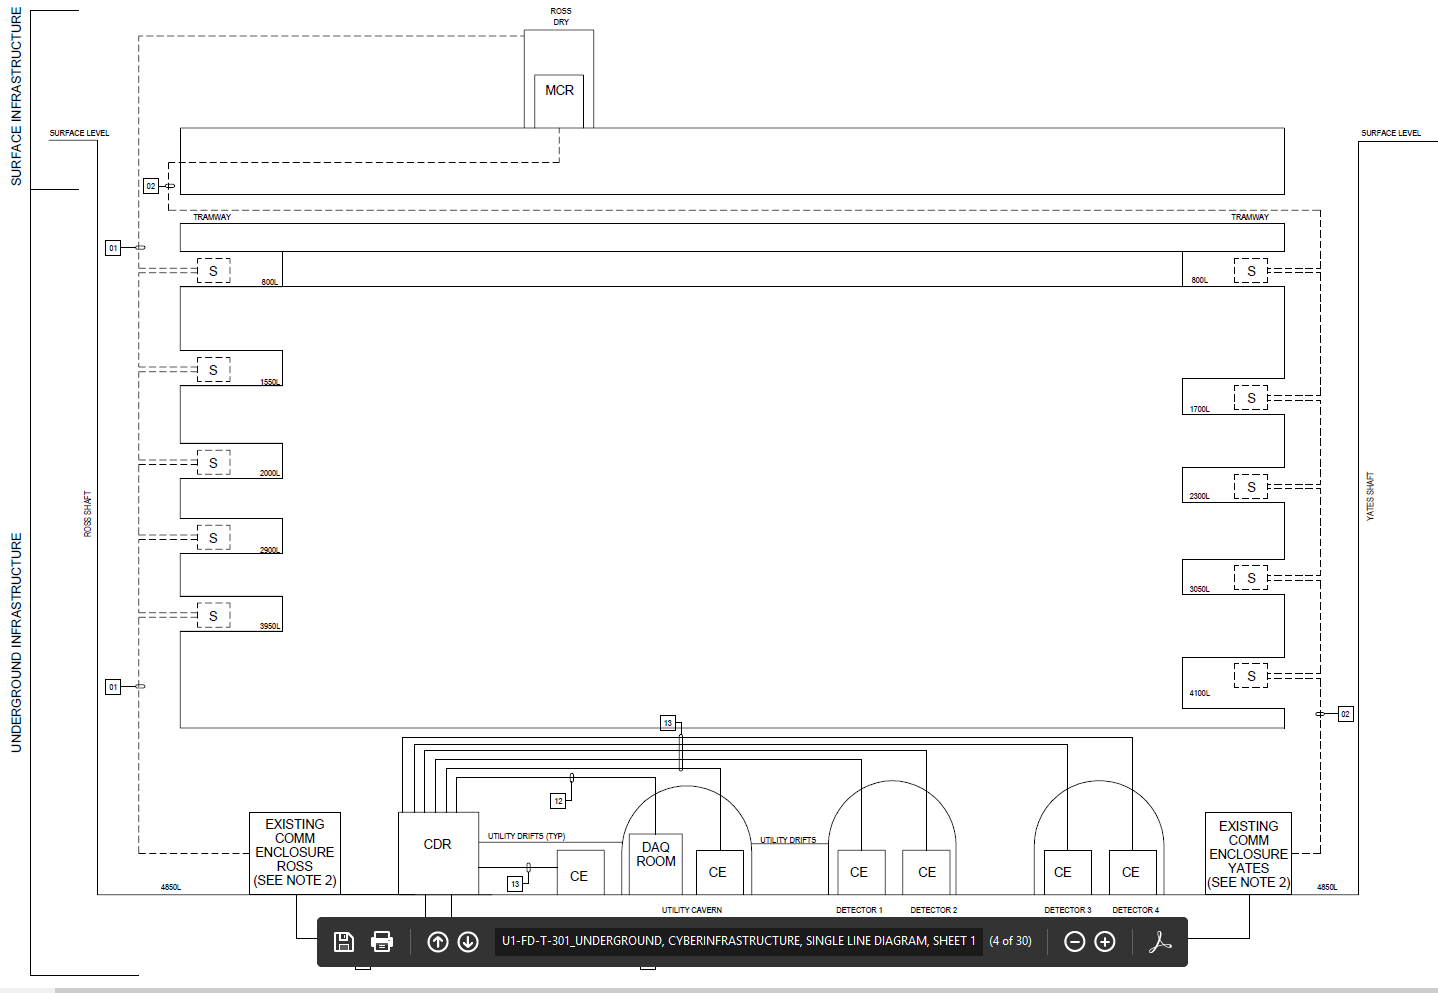 SURFACE INFRASTRUCTURE
UNDERGROUND INFRASTRUCTURE
ROSS
DRY
MCR
SURFACE LEVEL
SURFACE LEVEL
02
TRAMWAY
TRAMWAY
01
S
800L
S
800L
S
1550L
S
1700L
S
2000L
S
2300L
ROSS SHAFT
YATES SHAFT
S
2900L
S
3050L
S
3950L
S
4100L
01
02
13
12
EXISTING
COMM
ENCLOSURE
ROSS
(SEE NOTE 2)
CDR
UTILITY DRIFTS (TYP)
13
CE
DAQ
ROOM
CE
UTILITY DRIFTS
CE
CE
CE
CE
EXISTING
COMM
ENCLOSURE
YATES
(SEE NOTE 2)
4850L
4850L
UTILITY CAVERN
DETECTOR 1
DETECTOR 2
DETECTOR 3
DETECTOR 4
U1-FD-T-301_UNDERGROUND, CYBERINFRASTRUCTURE, SINGLE LINE DIAGRAM, SHEET 1
(4 of 30)